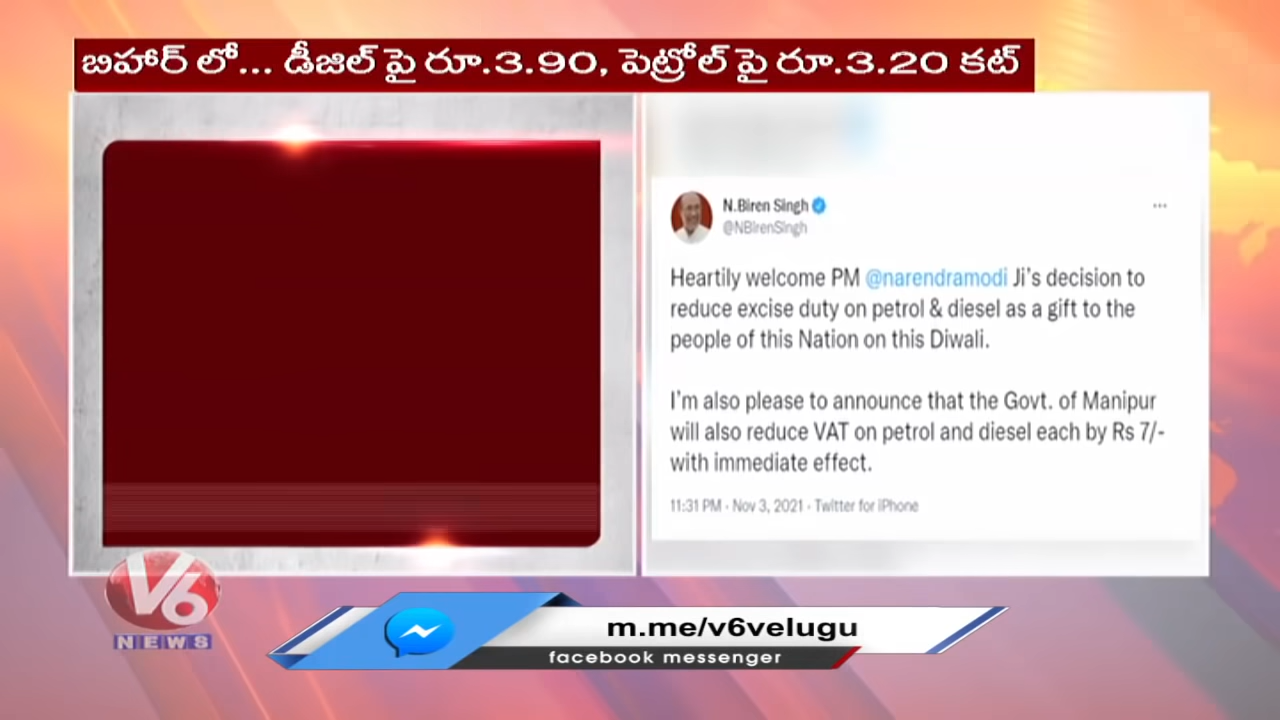 బిహార్ లో... డీజిల్ పై రూ.3.90, పెట్రోల్ పై రూ.3.20 కట్
N.Biren Singh
@NBirenSingh
Heartily welcome PM @narendramodi Ji's decision to
reduce excise duty on petrol & diesel as a gift to the
people of this Nation on this Diwali.
I'm also please to announce that the Govt. of Manipur
will also reduce VAT on petrol and diesel each by Rs 7/-
with immediate effect.
11:31 PM · Nov 3, 2021 · Twitter for iPhone
V6
NEWS
m.me/v6velugu
facebook messenger